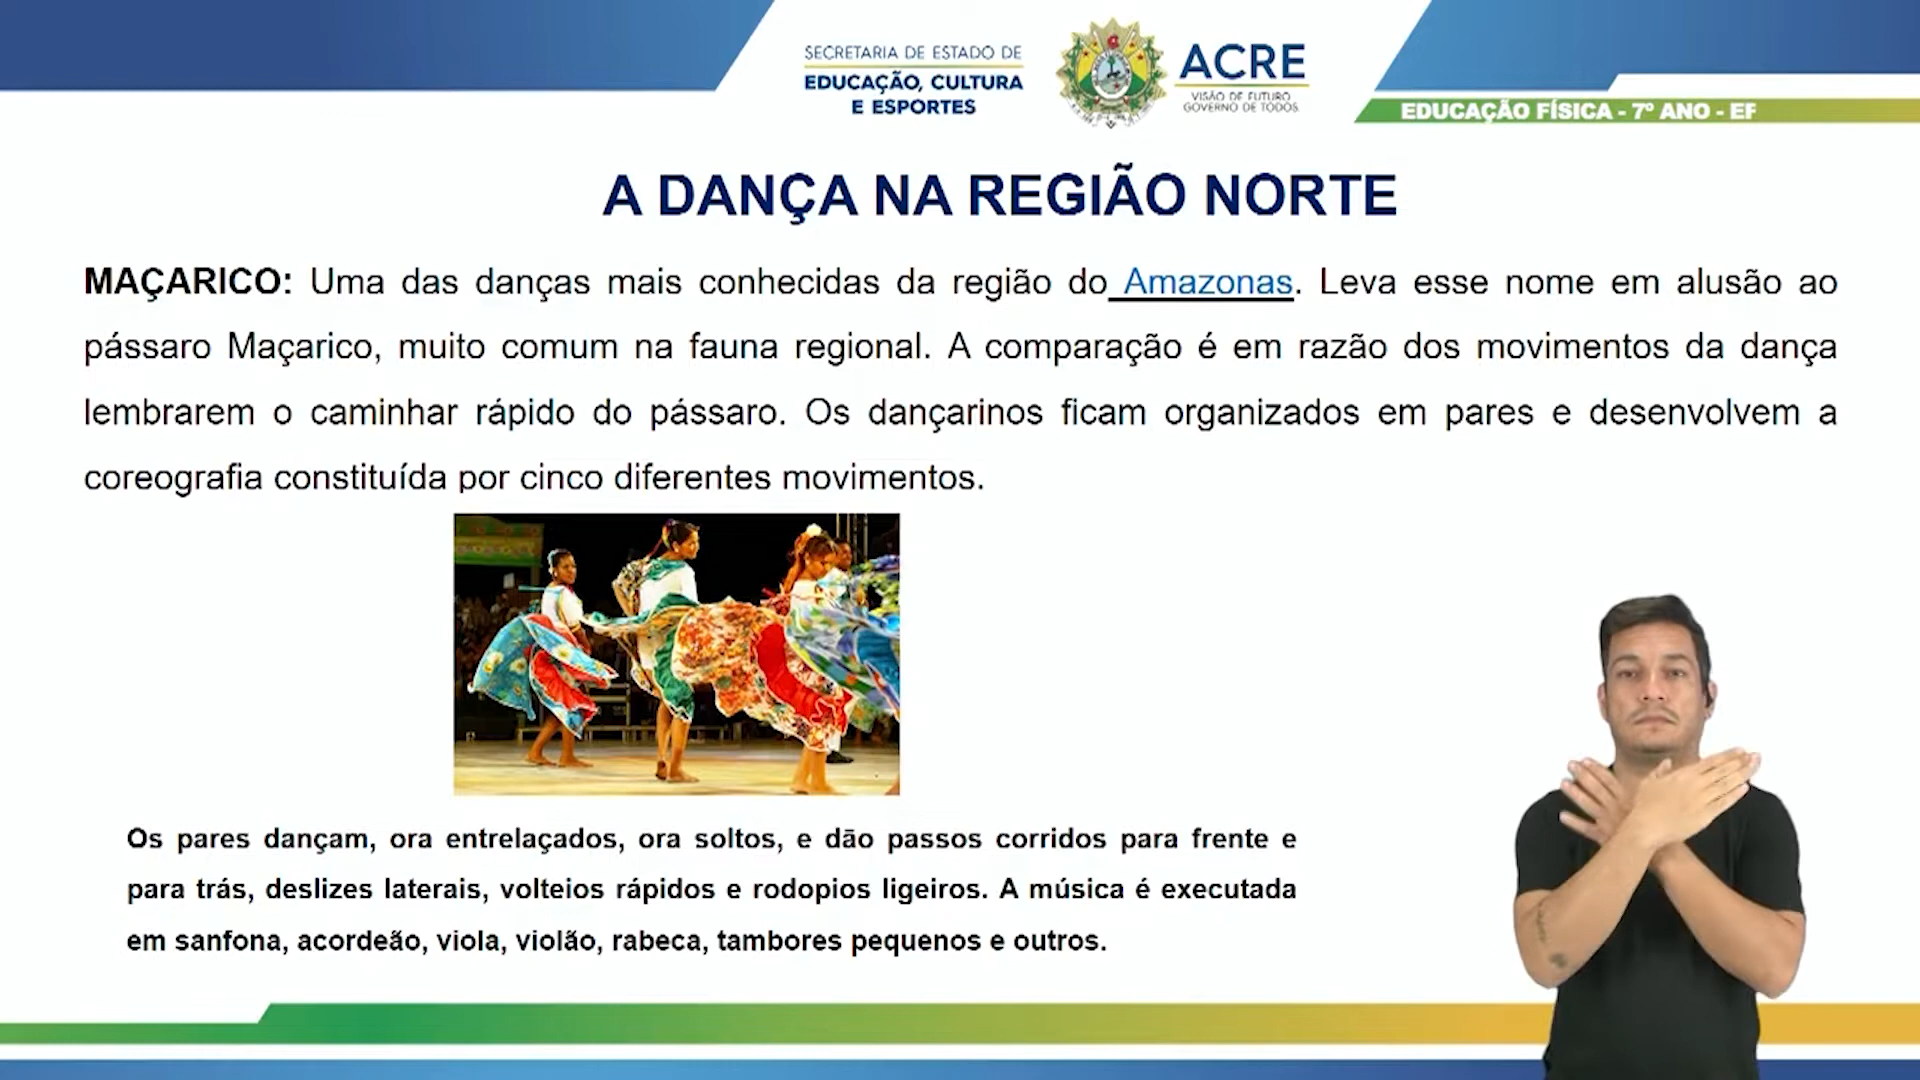 SECRETARIA DE ESTADO DE
EDUCAÇÃO, CULTURA
E ESPORTES
ACRE
VISÃO DE FUTURO
GOVERNO DE TODOS
EDUCAÇÃO FÍSICA - 7º ANO - EF
A DANÇA NA REGIÃO NORTE
MAÇARICO: Uma das danças mais conhecidas da região do Amazonas. Leva esse nome em alusão ao
pássaro Maçarico, muito comum na fauna regional. A comparação é em razão dos movimentos da dança
lembrarem o caminhar rápido do pássaro. Os dançarinos ficam organizados em pares e desenvolvem a
coreografia constituída por cinco diferentes movimentos.
Os pares dançam, ora entrelaçados, ora soltos, e dão passos corridos para frente e
para trás, deslizes laterais, volteios rápidos e rodopios ligeiros. A música é executada
em sanfona, acordeão, viola, violão, rabeca, tambores pequenos e outros.